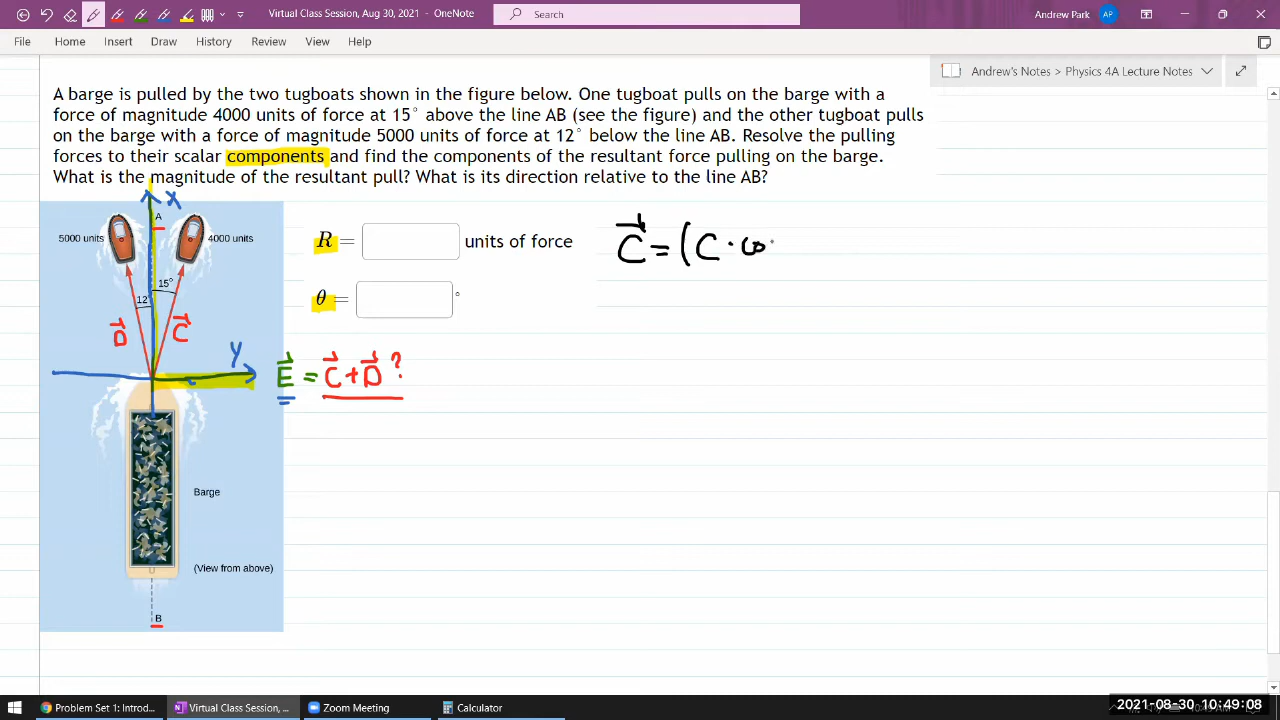 Virtual Class Session, Aug 30, 2021 - OneNote
Search
Andrew Park
AP
File Home Insert Draw History Review View Help
Andrew's Notes > Physics 4A Lecture Notes
A barge is pulled by the two tugboats shown in the figure below. One tugboat pulls on the barge with a
force of magnitude 4000 units of force at 15° above the line AB (see the figure) and the other tugboat pulls
on the barge with a force of magnitude 5000 units of force at 12° below the line AB. Resolve the pulling
forces to their scalar components and find the components of the resultant force pulling on the barge.
What is the magnitude of the resultant pull? What is its direction relative to the line AB?
X
A
5000 units
4000 units
15°
12
D⃗
C⃗
Y
R = units of force
θ = °
C⃗ = (C · co
E⃗ = C⃗ + D⃗ ?
Barge
(View from above)
B
Problem Set 1: Introd...
Virtual Class Session,...
Zoom Meeting
Calculator
2021-08-30 10:49:08